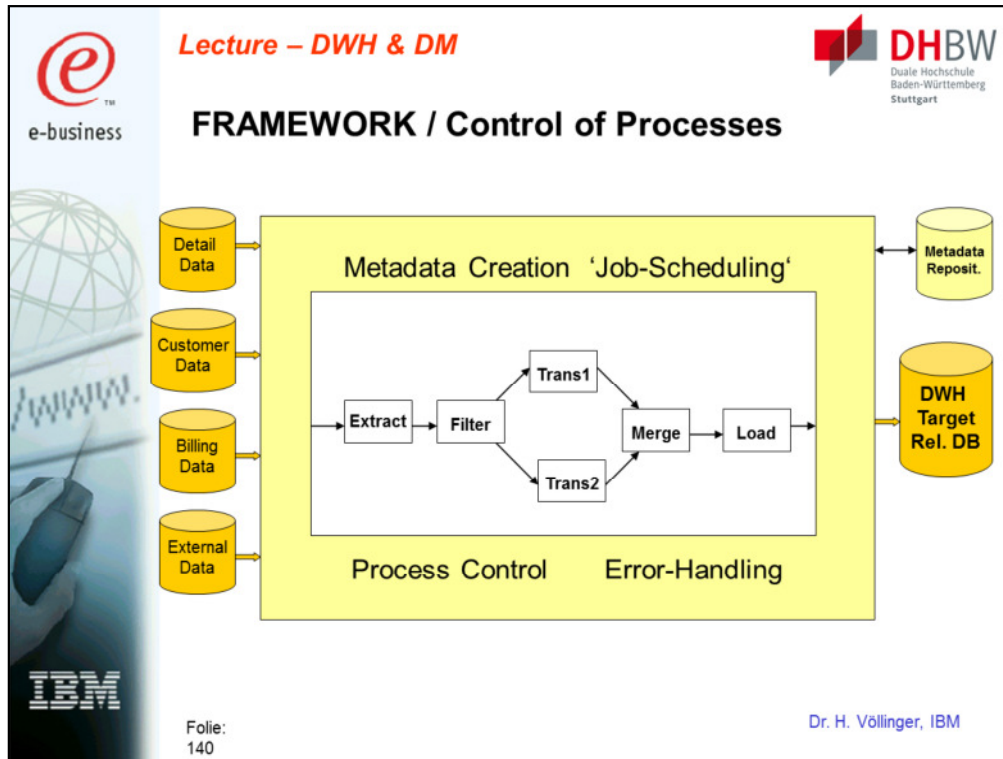 Lecture – DWH & DM
e
TM
e-business
DHBW
Duale Hochschule
Baden-Württemberg
Stuttgart
FRAMEWORK / Control of Processes
Detail
Data
Customer
Data
Billing
Data
External
Data
Metadata Creation ‘Job-Scheduling‘
Extract
Filter
Trans1
Trans2
Merge
Load
Process Control Error-Handling
Metadata
Reposit.
DWH
Target
Rel. DB
WWWW.
IBM
Folie:
140
Dr. H. Völlinger, IBM